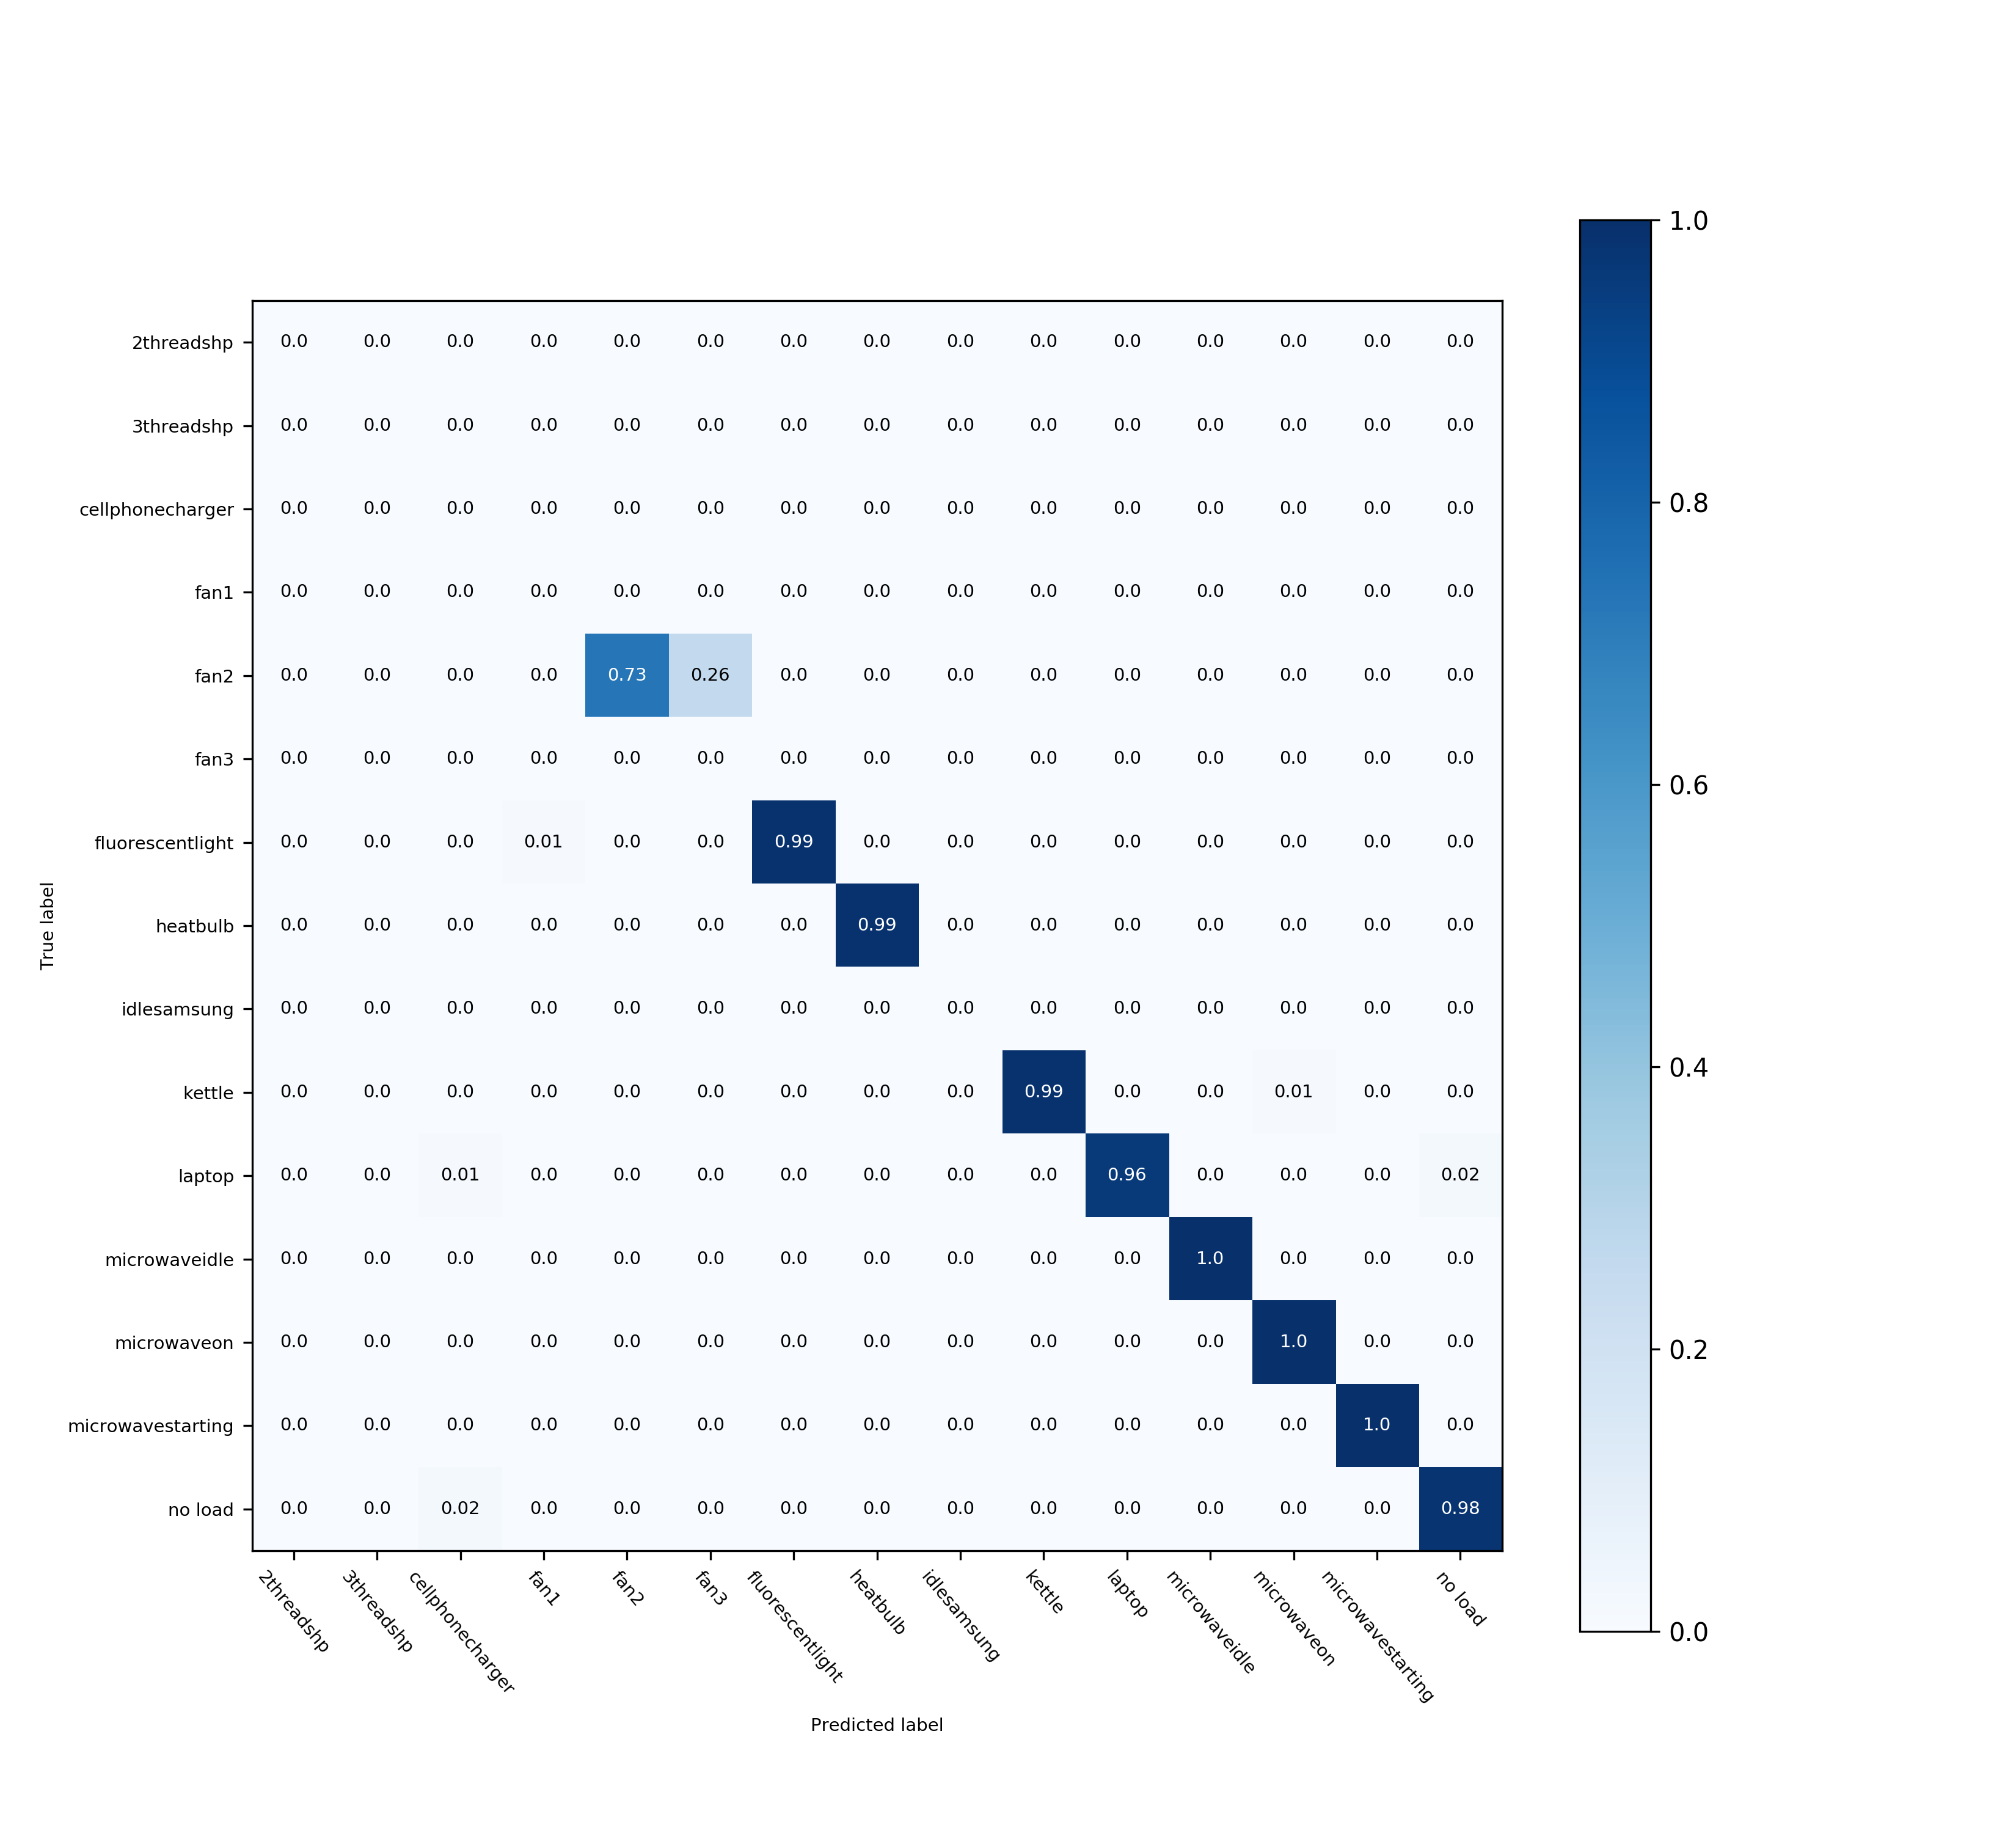 1.0
2threadshp 0.0 0.0 0.0 0.0 0.0 0.0 0.0 0.0 0.0 0.0 0.0 0.0 0.0 0.0 0.0
3threadshp 0.0 0.0 0.0 0.0 0.0 0.0 0.0 0.0 0.0 0.0 0.0 0.0 0.0 0.0 0.0
0.8
cellphonecharger 0.0 0.0 0.0 0.0 0.0 0.0 0.0 0.0 0.0 0.0 0.0 0.0 0.0 0.0 0.0
fan1 0.0 0.0 0.0 0.0 0.0 0.0 0.0 0.0 0.0 0.0 0.0 0.0 0.0 0.0 0.0
fan2 0.0 0.0 0.0 0.0 0.73 0.26 0.0 0.0 0.0 0.0 0.0 0.0 0.0 0.0 0.0
fan3 0.0 0.0 0.0 0.0 0.0 0.0 0.0 0.0 0.0 0.0 0.0 0.0 0.0 0.0 0.0
0.6
fluorescentlight 0.0 0.0 0.0 0.01 0.0 0.0 0.99 0.0 0.0 0.0 0.0 0.0 0.0 0.0 0.0
True label
heatbulb 0.0 0.0 0.0 0.0 0.0 0.0 0.0 0.99 0.0 0.0 0.0 0.0 0.0 0.0 0.0
idlesamsung 0.0 0.0 0.0 0.0 0.0 0.0 0.0 0.0 0.0 0.0 0.0 0.0 0.0 0.0 0.0
0.4
kettle 0.0 0.0 0.0 0.0 0.0 0.0 0.0 0.0 0.0 0.99 0.0 0.0 0.01 0.0 0.0
laptop 0.0 0.0 0.01 0.0 0.0 0.0 0.0 0.0 0.0 0.0 0.96 0.0 0.0 0.0 0.02
microwaveidle 0.0 0.0 0.0 0.0 0.0 0.0 0.0 0.0 0.0 0.0 0.0 1.0 0.0 0.0 0.0
microwaveon 0.0 0.0 0.0 0.0 0.0 0.0 0.0 0.0 0.0 0.0 0.0 0.0 1.0 0.0 0.0
0.2
microwavestarting 0.0 0.0 0.0 0.0 0.0 0.0 0.0 0.0 0.0 0.0 0.0 0.0 0.0 1.0 0.0
no load 0.0 0.0 0.02 0.0 0.0 0.0 0.0 0.0 0.0 0.0 0.0 0.0 0.0 0.0 0.98
0.0
2threadshp
3threadshp
cellphonecharger
fan1
fan2
fan3
fluorescentlight
heatbulb
idlesamsung
kettle
laptop
microwaveidle
microwaveon
microwavestarting
no load
Predicted label